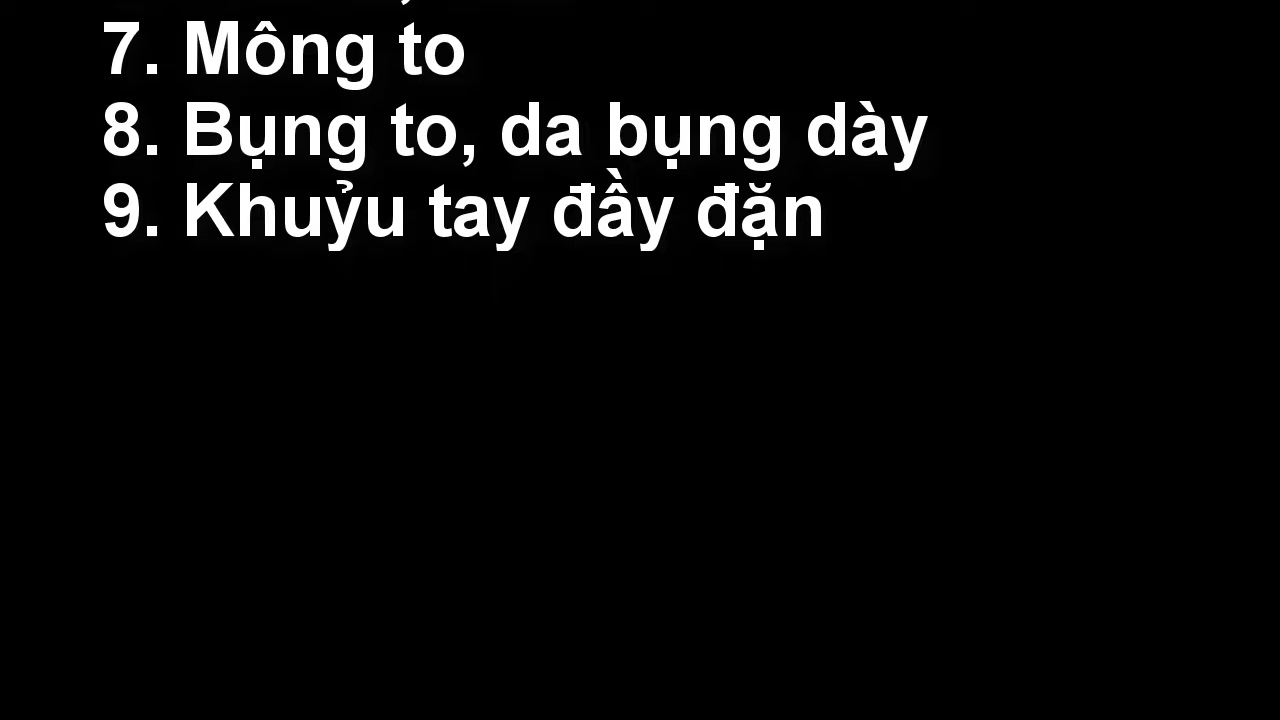 7. Mông to
8. Bụng to, da bụng dày
9. Khuỷu tay đầy đặn